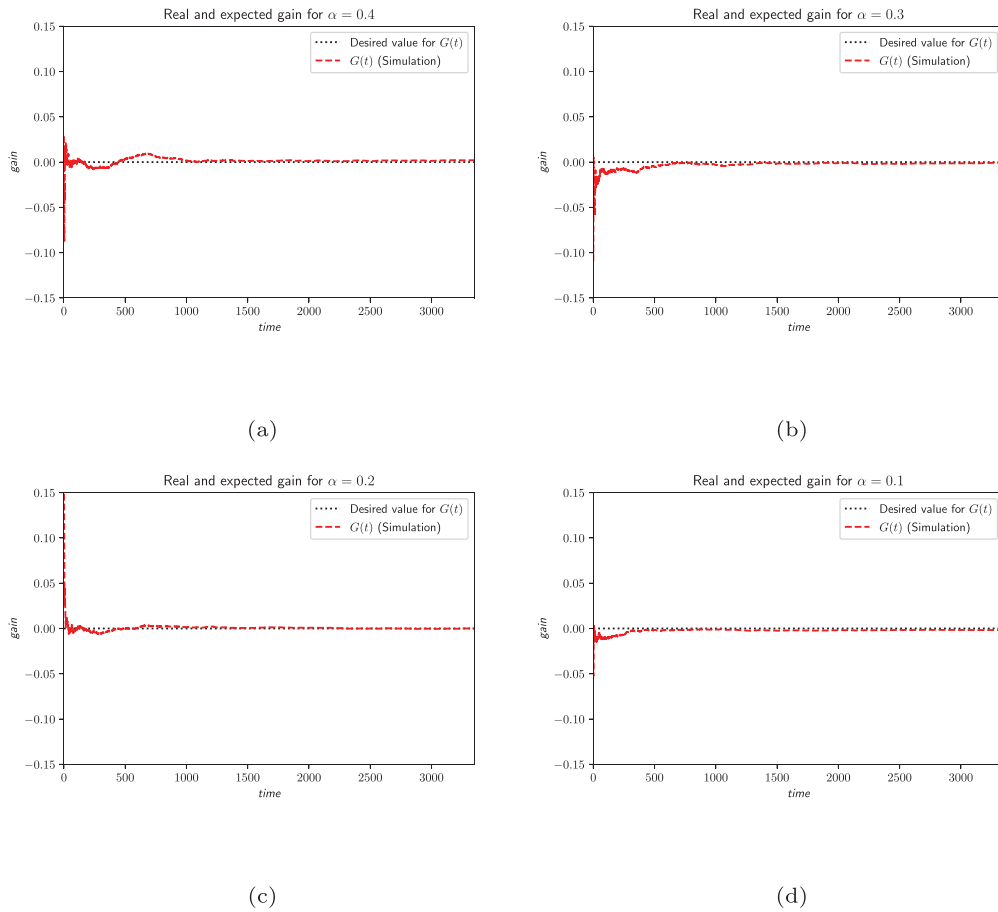 Real and expected gain for α = 0.4
0.15
0.10
0.05
0.00
−0.05
−0.10
−0.15
gain
Desired value for G(t)
G(t) (Simulation)
0 500 1000 1500 2000 2500 3000
time
(a)
Real and expected gain for α = 0.3
0.15
0.10
0.05
0.00
−0.05
−0.10
−0.15
gain
Desired value for G(t)
G(t) (Simulation)
0 500 1000 1500 2000 2500 3000
time
(b)
Real and expected gain for α = 0.2
0.15
0.10
0.05
0.00
−0.05
−0.10
−0.15
gain
Desired value for G(t)
G(t) (Simulation)
0 500 1000 1500 2000 2500 3000
time
(c)
Real and expected gain for α = 0.1
0.15
0.10
0.05
0.00
−0.05
−0.10
−0.15
gain
Desired value for G(t)
G(t) (Simulation)
0 500 1000 1500 2000 2500 3000
time
(d)